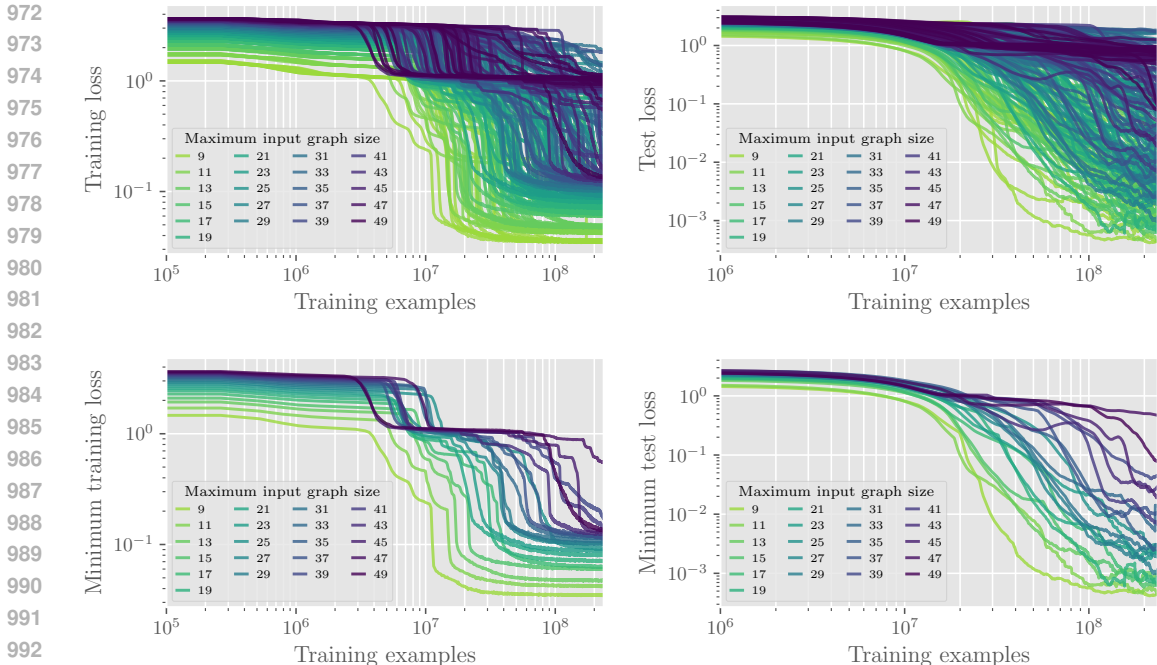 972
973
974
975
976
977
978
979
980
981
982
983
984
985
986
987
988
989
990
991
992
Training loss
10^0
10^-1
Maximum input graph size
9 21 31 41
11 23 33 43
13 25 35 45
15 27 37 47
17 29 39 49
19
10^5 10^6 10^7 10^8
Training examples
Test loss
10^0
10^-1
10^-2
10^-3
Maximum input graph size
9 21 31 41
11 23 33 43
13 25 35 45
15 27 37 47
17 29 39 49
19
10^6 10^7 10^8
Training examples
Minimum training loss
10^0
10^-1
Maximum input graph size
9 21 31 41
11 23 33 43
13 25 35 45
15 27 37 47
17 29 39 49
19
10^5 10^6 10^7 10^8
Training examples
Minimum test loss
10^0
10^-1
10^-2
10^-3
Maximum input graph size
9 21 31 41
11 23 33 43
13 25 35 45
15 27 37 47
17 29 39 49
19
10^6 10^7 10^8
Training examples